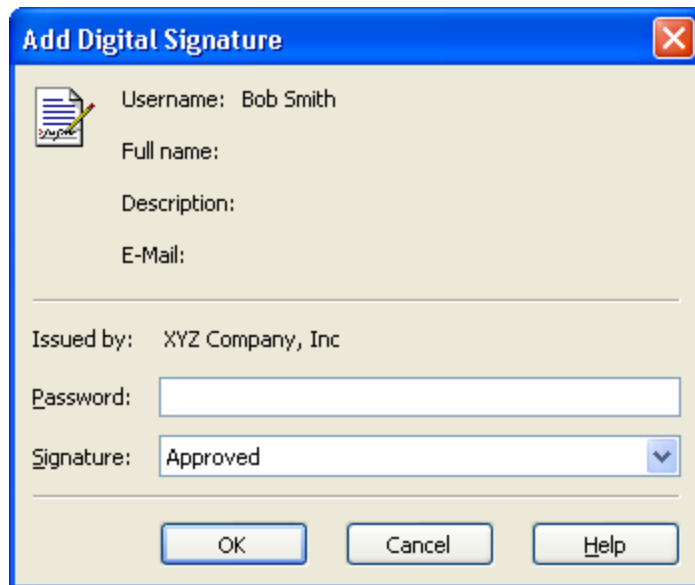 Add Digital Signature
Username: Bob Smith
Full name:
Description:
E-Mail:
Issued by: XYZ Company, Inc
Password:
Signature: Approved
OK Cancel Help